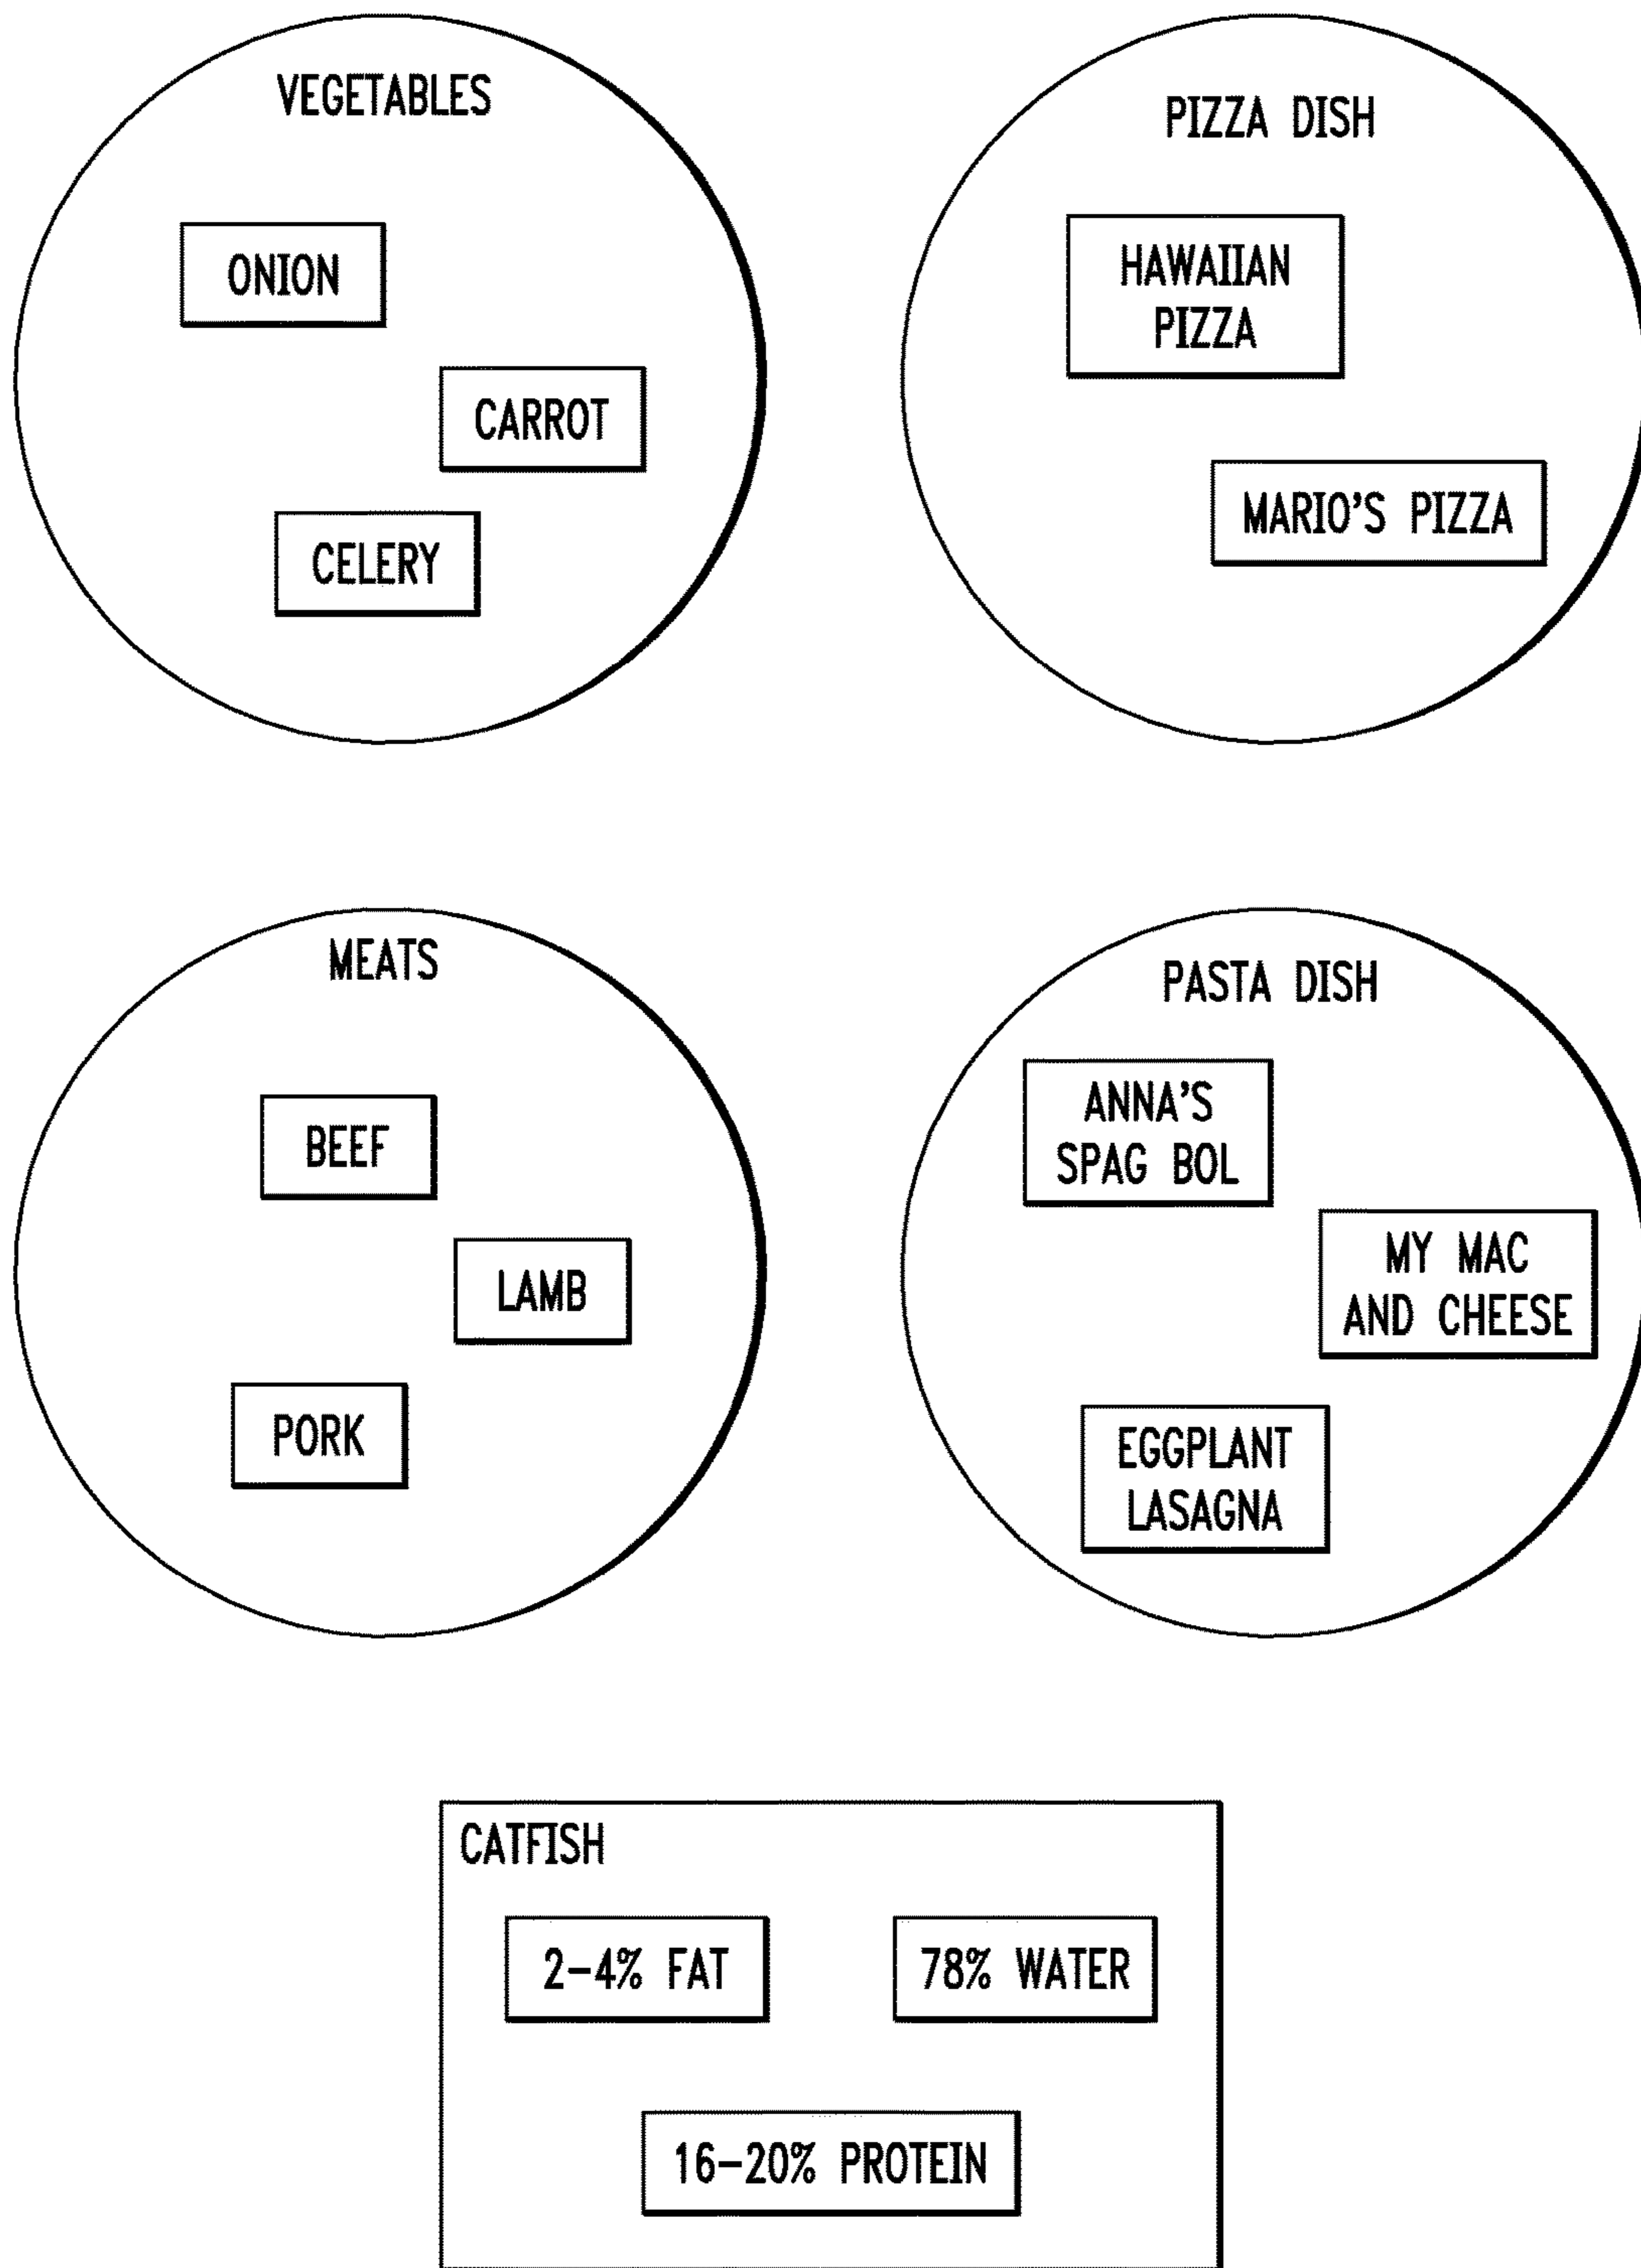 VEGETABLES
ONION
CARROT
CELERY
PIZZA DISH
HAWAIIAN
PIZZA
MARIO'S PIZZA
MEATS
BEEF
LAMB
PORK
PASTA DISH
ANNA'S
SPAG BOL
MY MAC
AND CHEESE
EGGPLANT
LASAGNA
CATFISH
2-4% FAT
78% WATER
16-20% PROTEIN